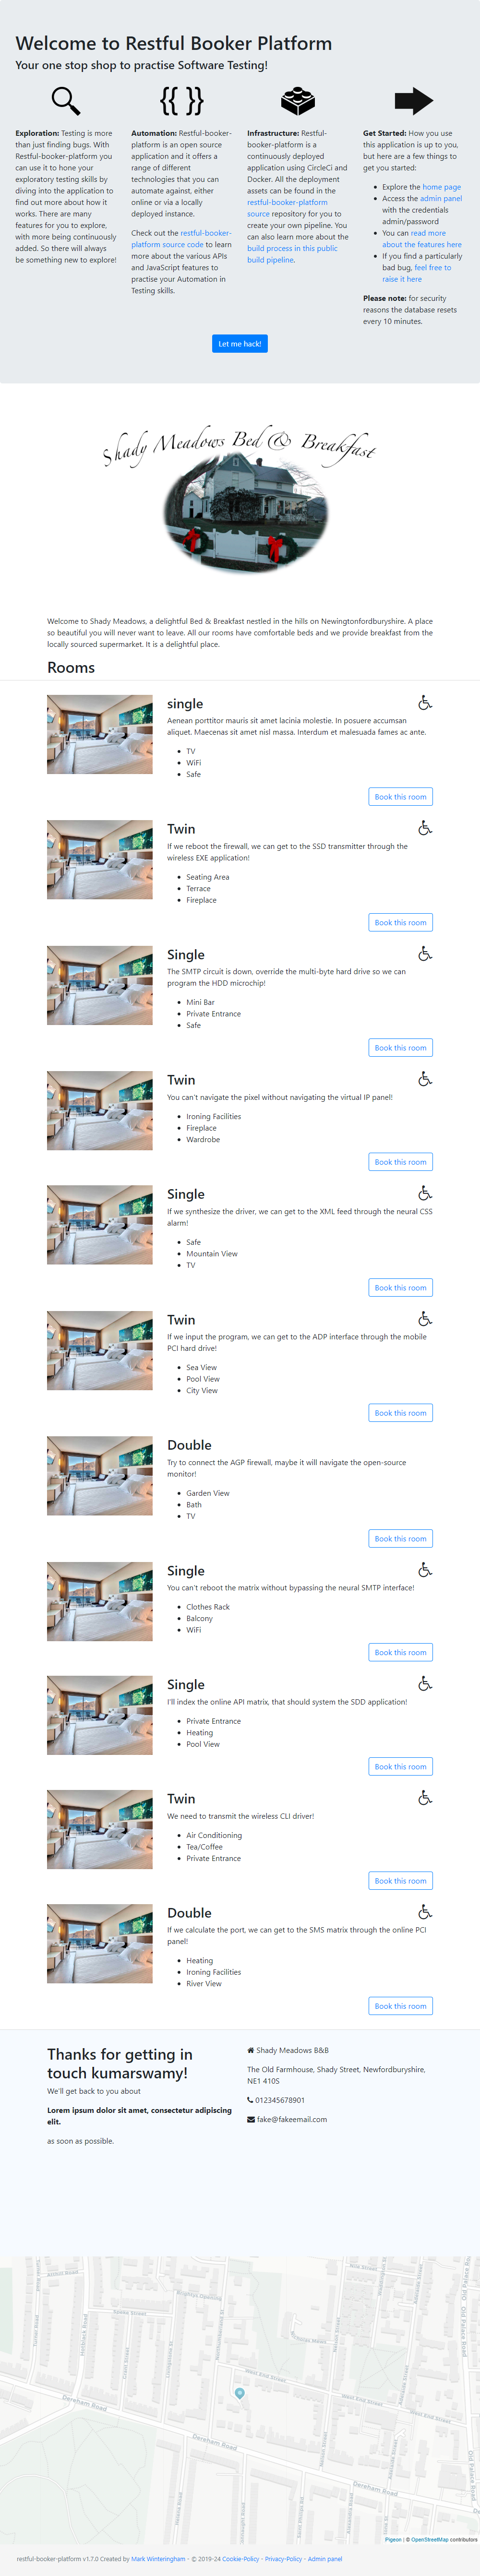 Welcome to Restful Booker Platform
Your one stop shop to practise Software Testing!
Exploration: Testing is more
than just finding bugs. With
Restful-booker-platform you
can use it to hone your
exploratory testing skills by
diving into the application to
find out more about how it
works. There are many
features for you to explore,
with more being continuously
added. So there will always
be something new to explore!
Automation: Restful-booker-
platform is an open source
application and it offers a
range of different
technologies that you can
automate against, either
online or via a locally
deployed instance.
Check out the restful-booker-
platform source code to learn
more about the various APIs
and JavaScript features to
practise your Automation in
Testing skills.
Infrastructure: Restful-
booker-platform is a
continuously deployed
application using CircleCi and
Docker. All the deployment
assets can be found in the
restful-booker-platform
source repository for you to
create your own pipeline. You
can also learn more about the
build process in this public
build pipeline.
Get Started: How you use
this application is up to you,
but here are a few things to
get you started:
• Explore the home page
• Access the admin panel
with the credentials
admin/password
• You can read more
about the features here
• If you find a particularly
bad bug, feel free to
raise it here
Please note: for security
reasons the database resets
every 10 minutes.
Let me hack!
Shady Meadows Bed & Breakfast
Welcome to Shady Meadows, a delightful Bed & Breakfast nestled in the hills on Newingtonfordburyshire. A place
so beautiful you will never want to leave. All our rooms have comfortable beds and we provide breakfast from the
locally sourced supermarket. It is a delightful place.
Rooms
single
Aenean porttitor mauris sit amet lacinia molestie. In posuere accumsan
aliquet. Maecenas sit amet nisl massa. Interdum et malesuada fames ac ante.
• TV
• WiFi
• Safe
Book this room
Twin
If we reboot the firewall, we can get to the SSD transmitter through the
wireless EXE application!
• Seating Area
• Terrace
• Fireplace
Book this room
Single
The SMTP circuit is down, override the multi-byte hard drive so we can
program the HDD microchip!
• Mini Bar
• Private Entrance
• Safe
Book this room
Twin
You can't navigate the pixel without navigating the virtual IP panel!
• Ironing Facilities
• Fireplace
• Wardrobe
Book this room
Single
If we synthesize the driver, we can get to the XML feed through the neural CSS
alarm!
• Safe
• Mountain View
• TV
Book this room
Twin
If we input the program, we can get to the ADP interface through the mobile
PCI hard drive!
• Sea View
• Pool View
• City View
Book this room
Double
Try to connect the AGP firewall, maybe it will navigate the open-source
monitor!
• Garden View
• Bath
• TV
Book this room
Single
You can't reboot the matrix without bypassing the neural SMTP interface!
• Clothes Rack
• Balcony
• WiFi
Book this room
Single
I'll index the online API matrix, that should system the SDD application!
• Private Entrance
• Heating
• Pool View
Book this room
Twin
We need to transmit the wireless CLI driver!
• Air Conditioning
• Tea/Coffee
• Private Entrance
Book this room
Double
If we calculate the port, we can get to the SMS matrix through the online PCI
panel!
• Heating
• Ironing Facilities
• River View
Book this room
Thanks for getting in
touch kumarswamy!
We'll get back to you about
Lorem ipsum dolor sit amet, consectetur adipiscing
elit.
as soon as possible.
Shady Meadows B&B
The Old Farmhouse, Shady Street, Newfordburyshire,
NE1 410S
012345678901
fake@fakeemail.com
Old Palace Road
West End Street
West End Street
West End Street
Dereham Road
Dereham Road
Dereham Road
Old Palace Road
Pigeon | © OpenStreetMap contributors
restful-booker-platform v1.7.0 Created by Mark Winteringham - © 2019-24 Cookie-Policy - Privacy-Policy - Admin panel